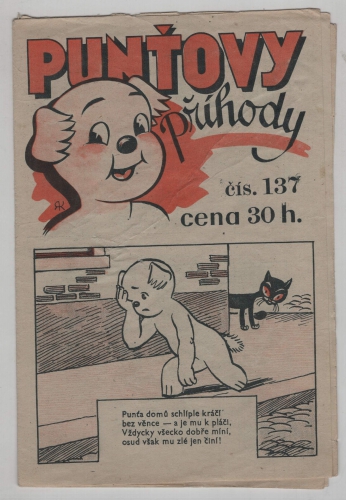 PUNŤOVY
Příhody
čís. 137
cena 30 h.
Punťa domů schliple kráčí
bez věnce – a je mu k pláči,
Vždycky všecko dobře míní,
osud však mu zlé jen činí!